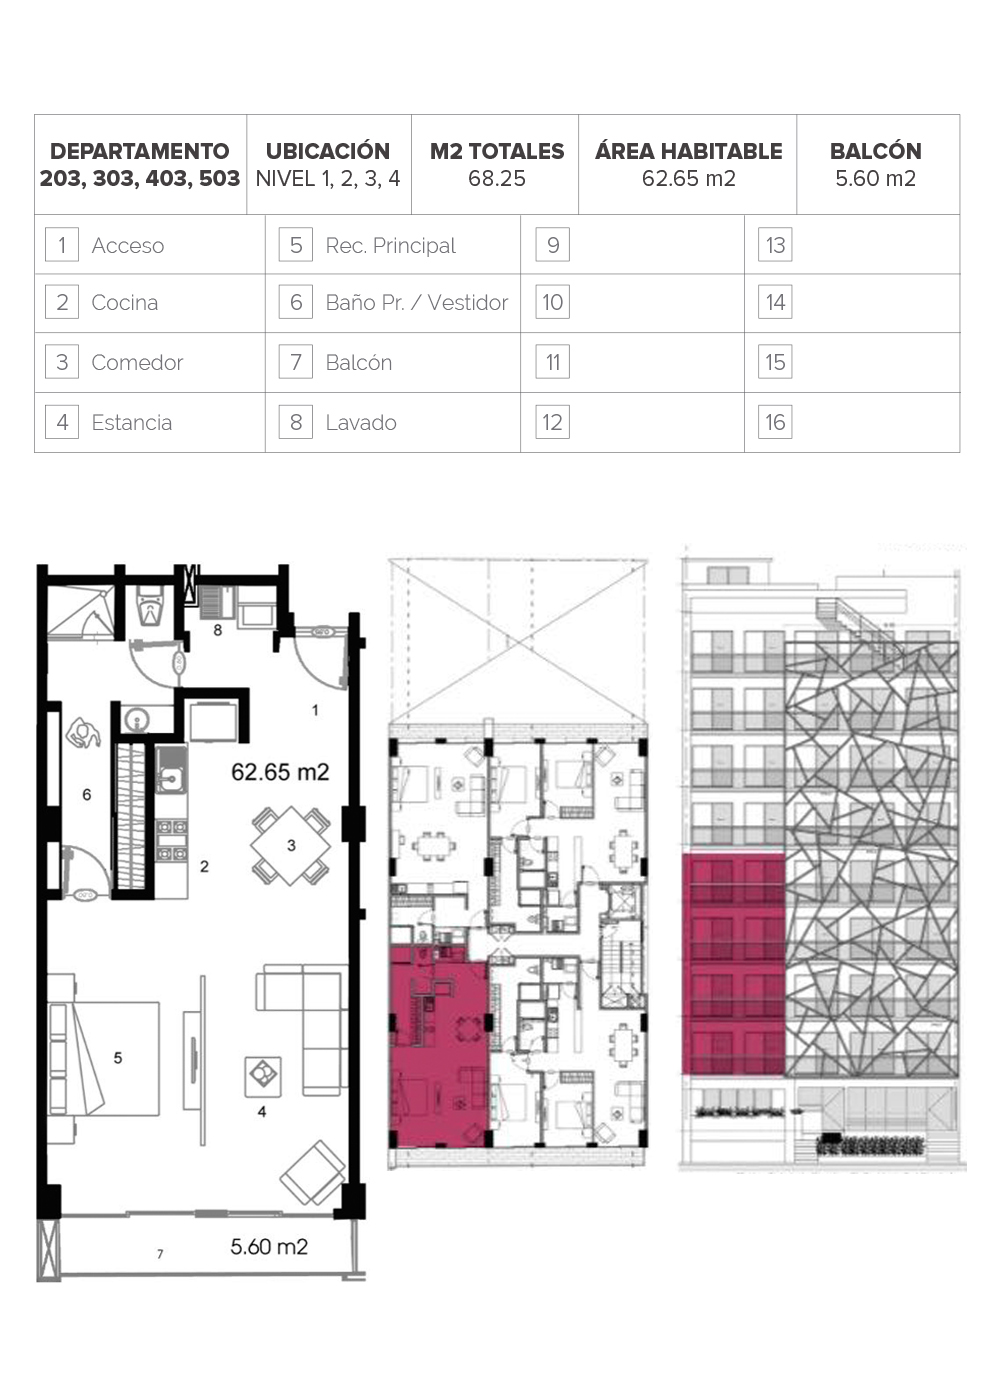 DEPARTAMENTO
203, 303, 403, 503
UBICACIÓN
NIVEL 1, 2, 3, 4
M2 TOTALES
68.25
ÁREA HABITABLE
62.65 m2
BALCÓN
5.60 m2
1 Acceso
5 Rec. Principal
9
13
2 Cocina
6 Baño Pr. / Vestidor
10
14
3 Comedor
7 Balcón
11
15
4 Estancia
8 Lavado
12
16
8
1
62.65 m2
6
3
2
5
4
7
5.60 m2